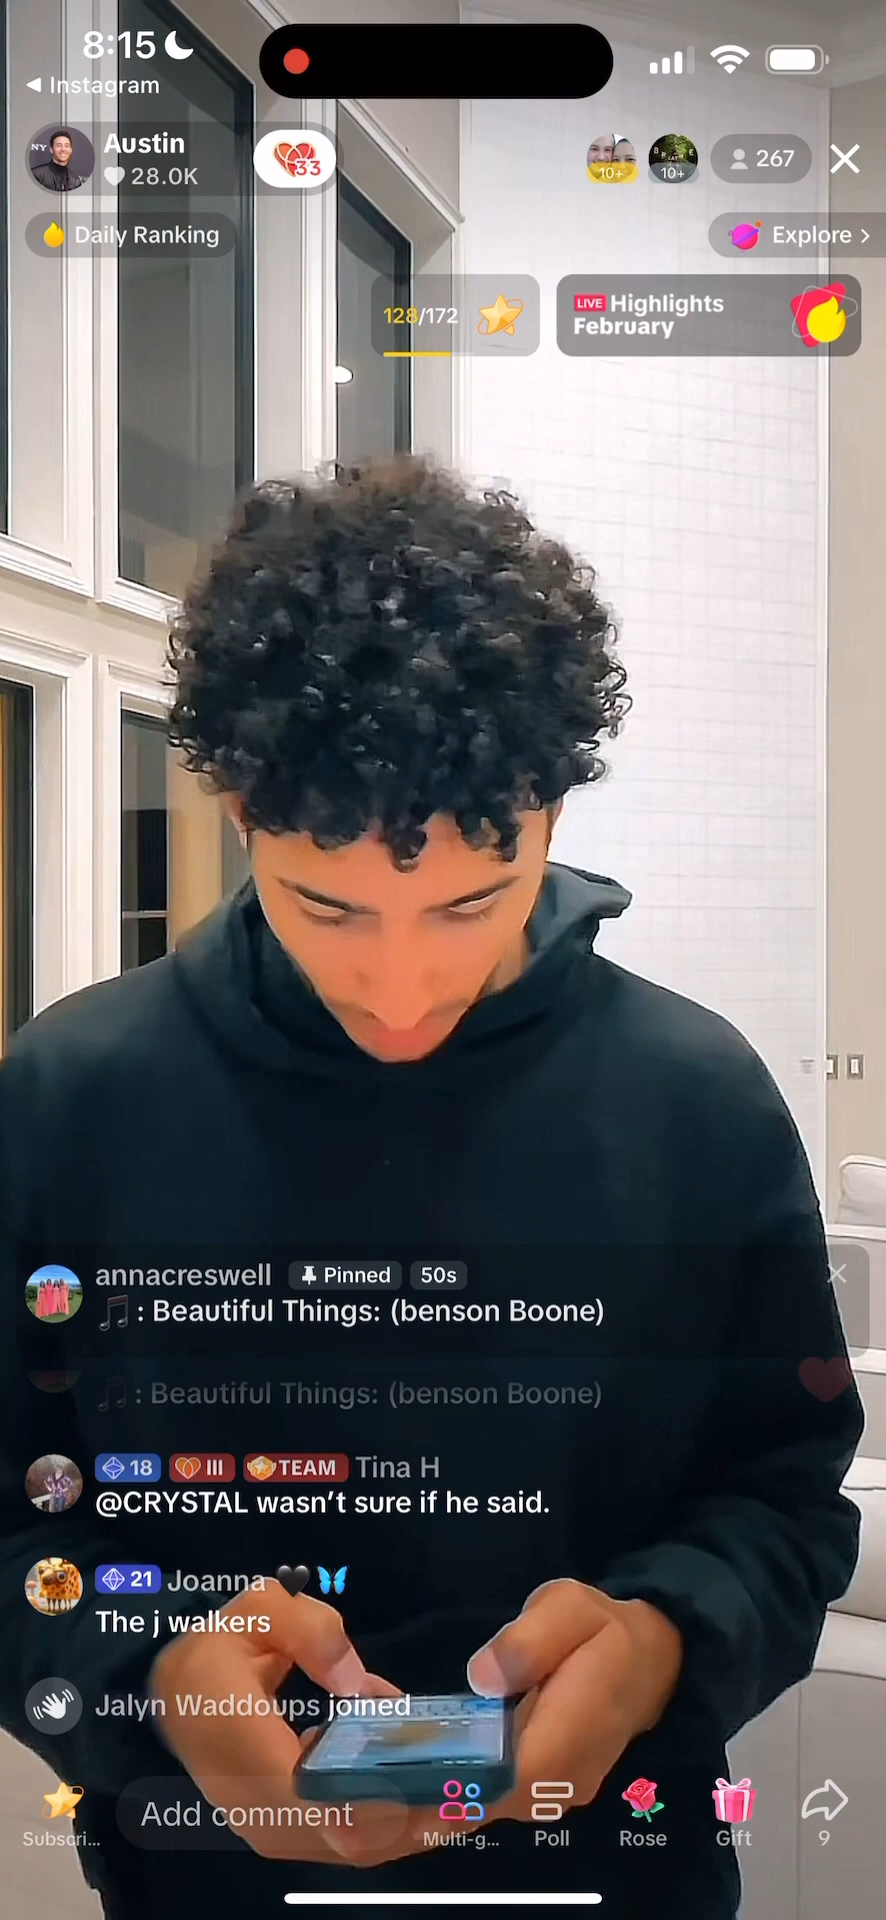 8:15
Instagram
NY
Austin
28.0K
33
10+
10+
267
Daily Ranking
Explore
128/172
LIVE Highlights
February
annacreswell Pinned 50s
: Beautiful Things: (benson Boone)
: Beautiful Things: (benson Boone)
18 III TEAM Tina H
@CRYSTAL wasn't sure if he said.
21 Joanna
The j walkers
Jalyn Waddoups joined
Add comment
Subscri...
Multi-g...
Poll
Rose
Gift
9